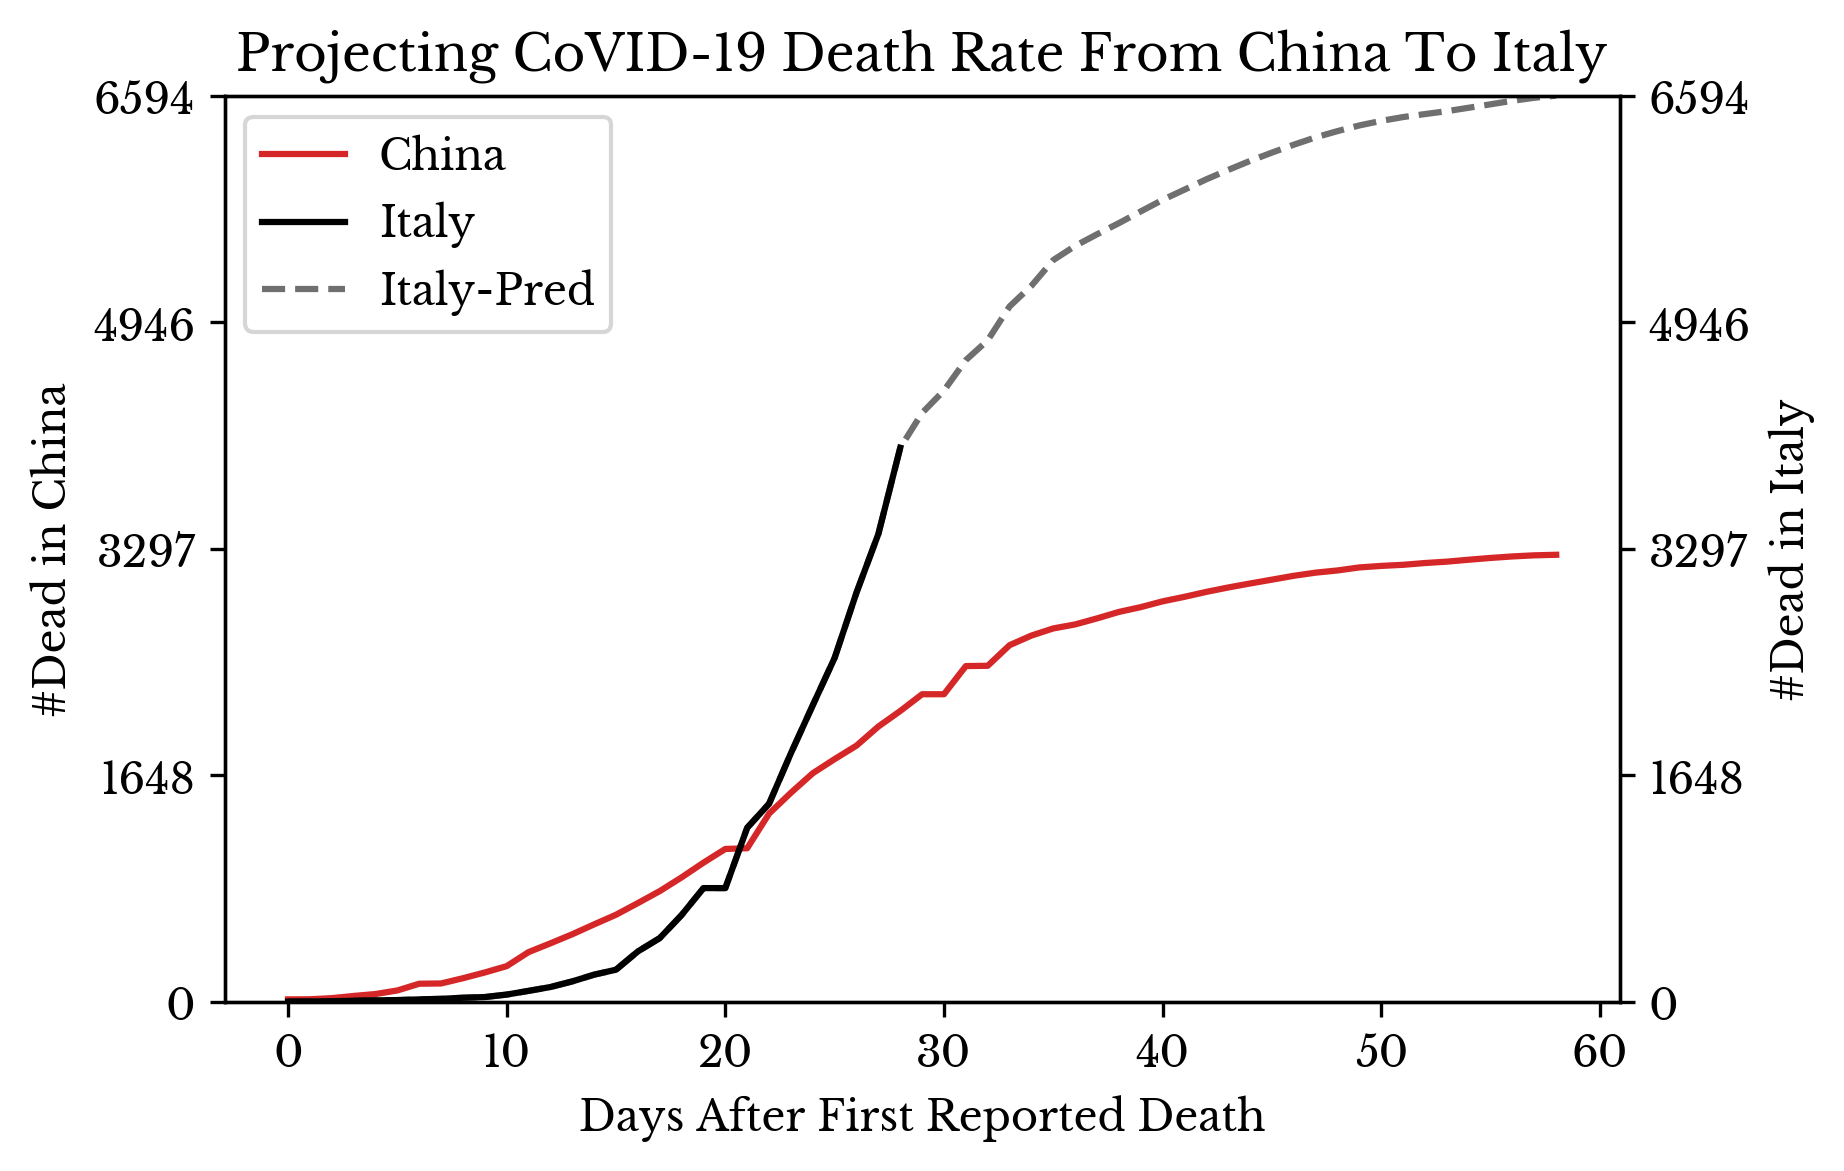 Projecting CoVID-19 Death Rate From China To Italy
6594
4946
3297
1648
0
#Dead in China
China
Italy
Italy-Pred
6594
4946
3297
1648
0
#Dead in Italy
0 10 20 30 40 50 60
Days After First Reported Death